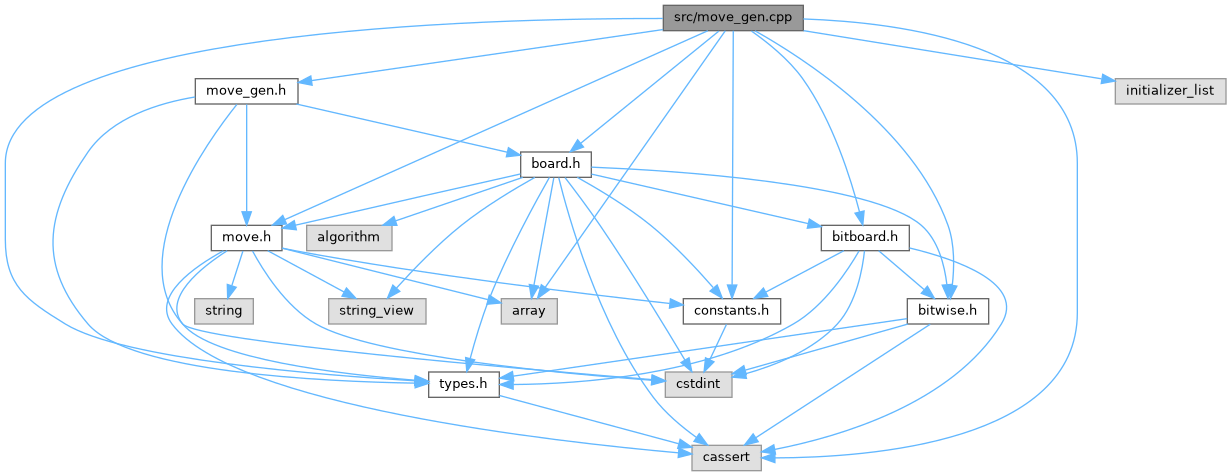 src/move_gen.cpp
move_gen.h
initializer_list
board.h
move.h
algorithm
bitboard.h
string
string_view
array
constants.h
bitwise.h
types.h
cstdint
cassert